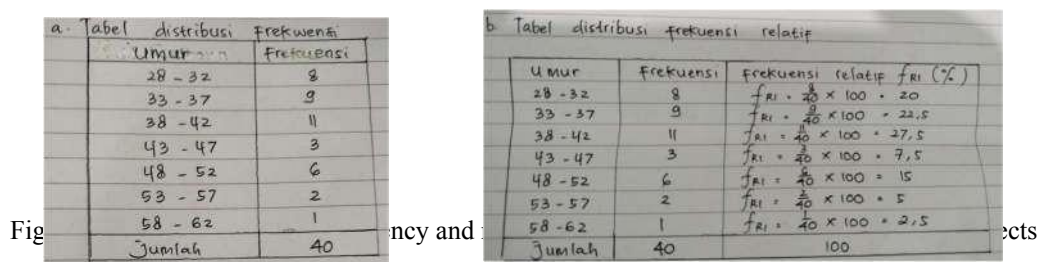 a. Tabel distribusi Frekwensi
Umur Frekuensi
28 - 32 8
33 - 37 9
38 - 42 11
43 - 47 3
48 - 52 6
53 - 57 2
58 - 62 1
Jumlah 40
b. Tabel distribusi frekuensi relatif
Umur Frekuensi Frekuensi relatif fRI (%)
28 - 32 8 fRI = 8/40 × 100 = 20
33 - 37 9 fRI = 9/40 × 100 = 22,5
38 - 42 11 fRI = 11/40 × 100 = 27,5
43 - 47 3 fRI = 3/40 × 100 = 7,5
48 - 52 6 fRI = 6/40 × 100 = 15
53 - 57 2 fRI = 2/40 × 100 = 5
58 - 62 1 fRI = 1/40 × 100 = 2,5
Jumlah 40 100
Fig ncy and ects